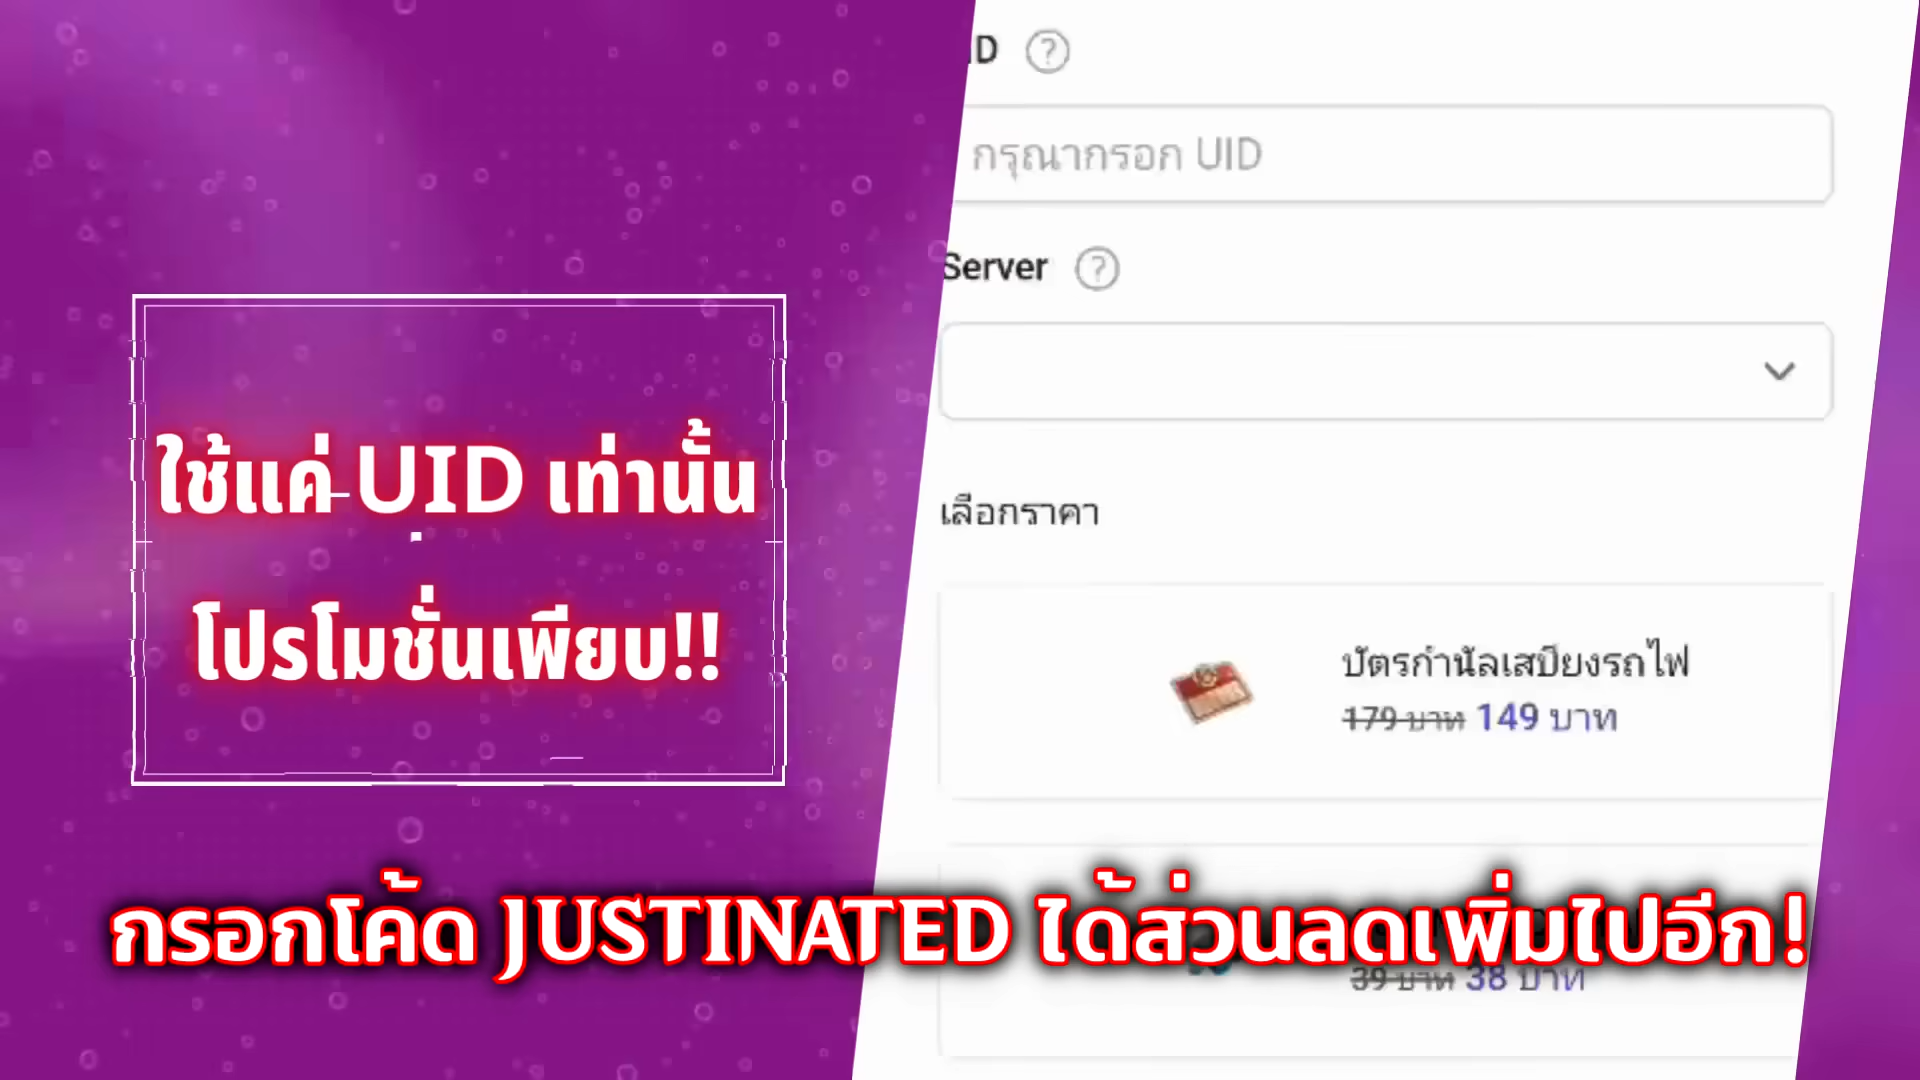 ใช้แค่ UID เท่านั้น
โปรโมชั่นเพียบ!!
D ?
กรุณากรอก UID
Server ?
เลือกราคา
บัตรกำนัลเสบียงรถไฟ
179 บาท 149 บาท
กรอกโค้ด JUSTINATED ได้ส่วนลดเพิ่มไปอีก!
39 บาท 38 บาท